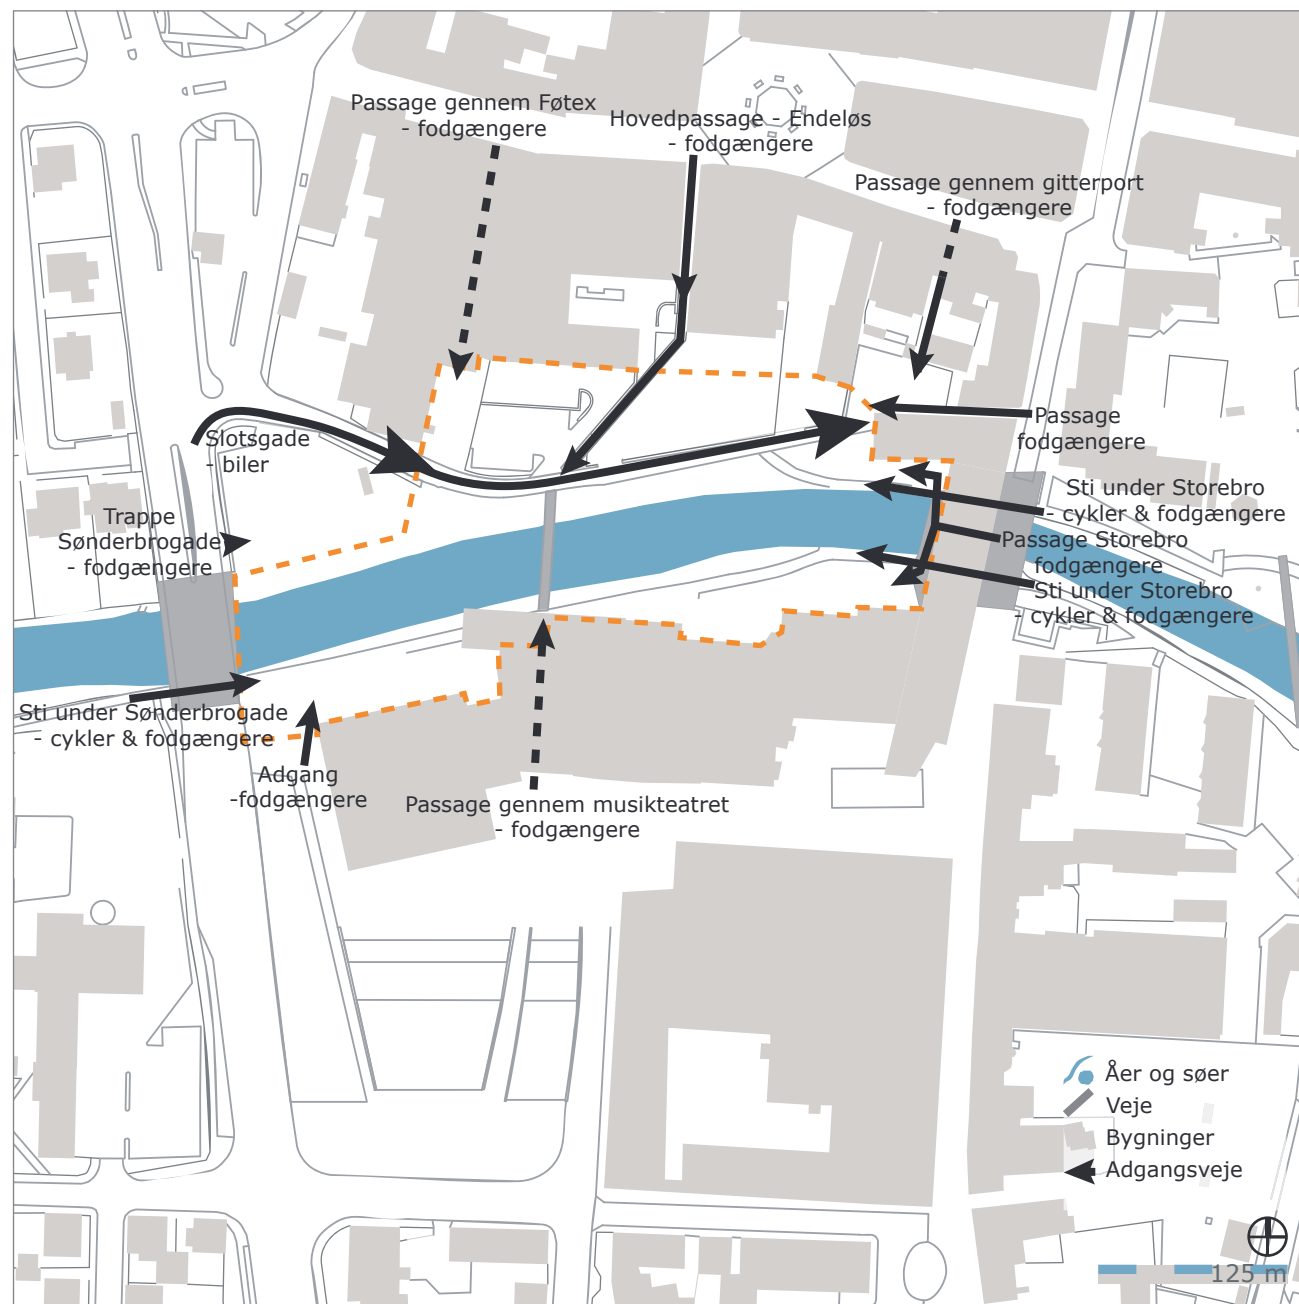 Passage gennem Føtex
- fodgængere
Hovedpassage - Endeløs
- fodgængere
Passage gennem gitterport
- fodgængere
Passage
fodgængere
Slotsgade
- biler
Sti under Storebro
- cykler & fodgængere
Trappe
Sønderbrogade
- fodgængere
Passage Storebro
fodgængere
Sti under Storebro
- cykler & fodgængere
Sti under Sønderbrogade
- cykler & fodgængere
Adgang
-fodgængere
Passage gennem musikteatret
- fodgængere
Åer og søer
Veje
Bygninger
Adgangsveje
125 m